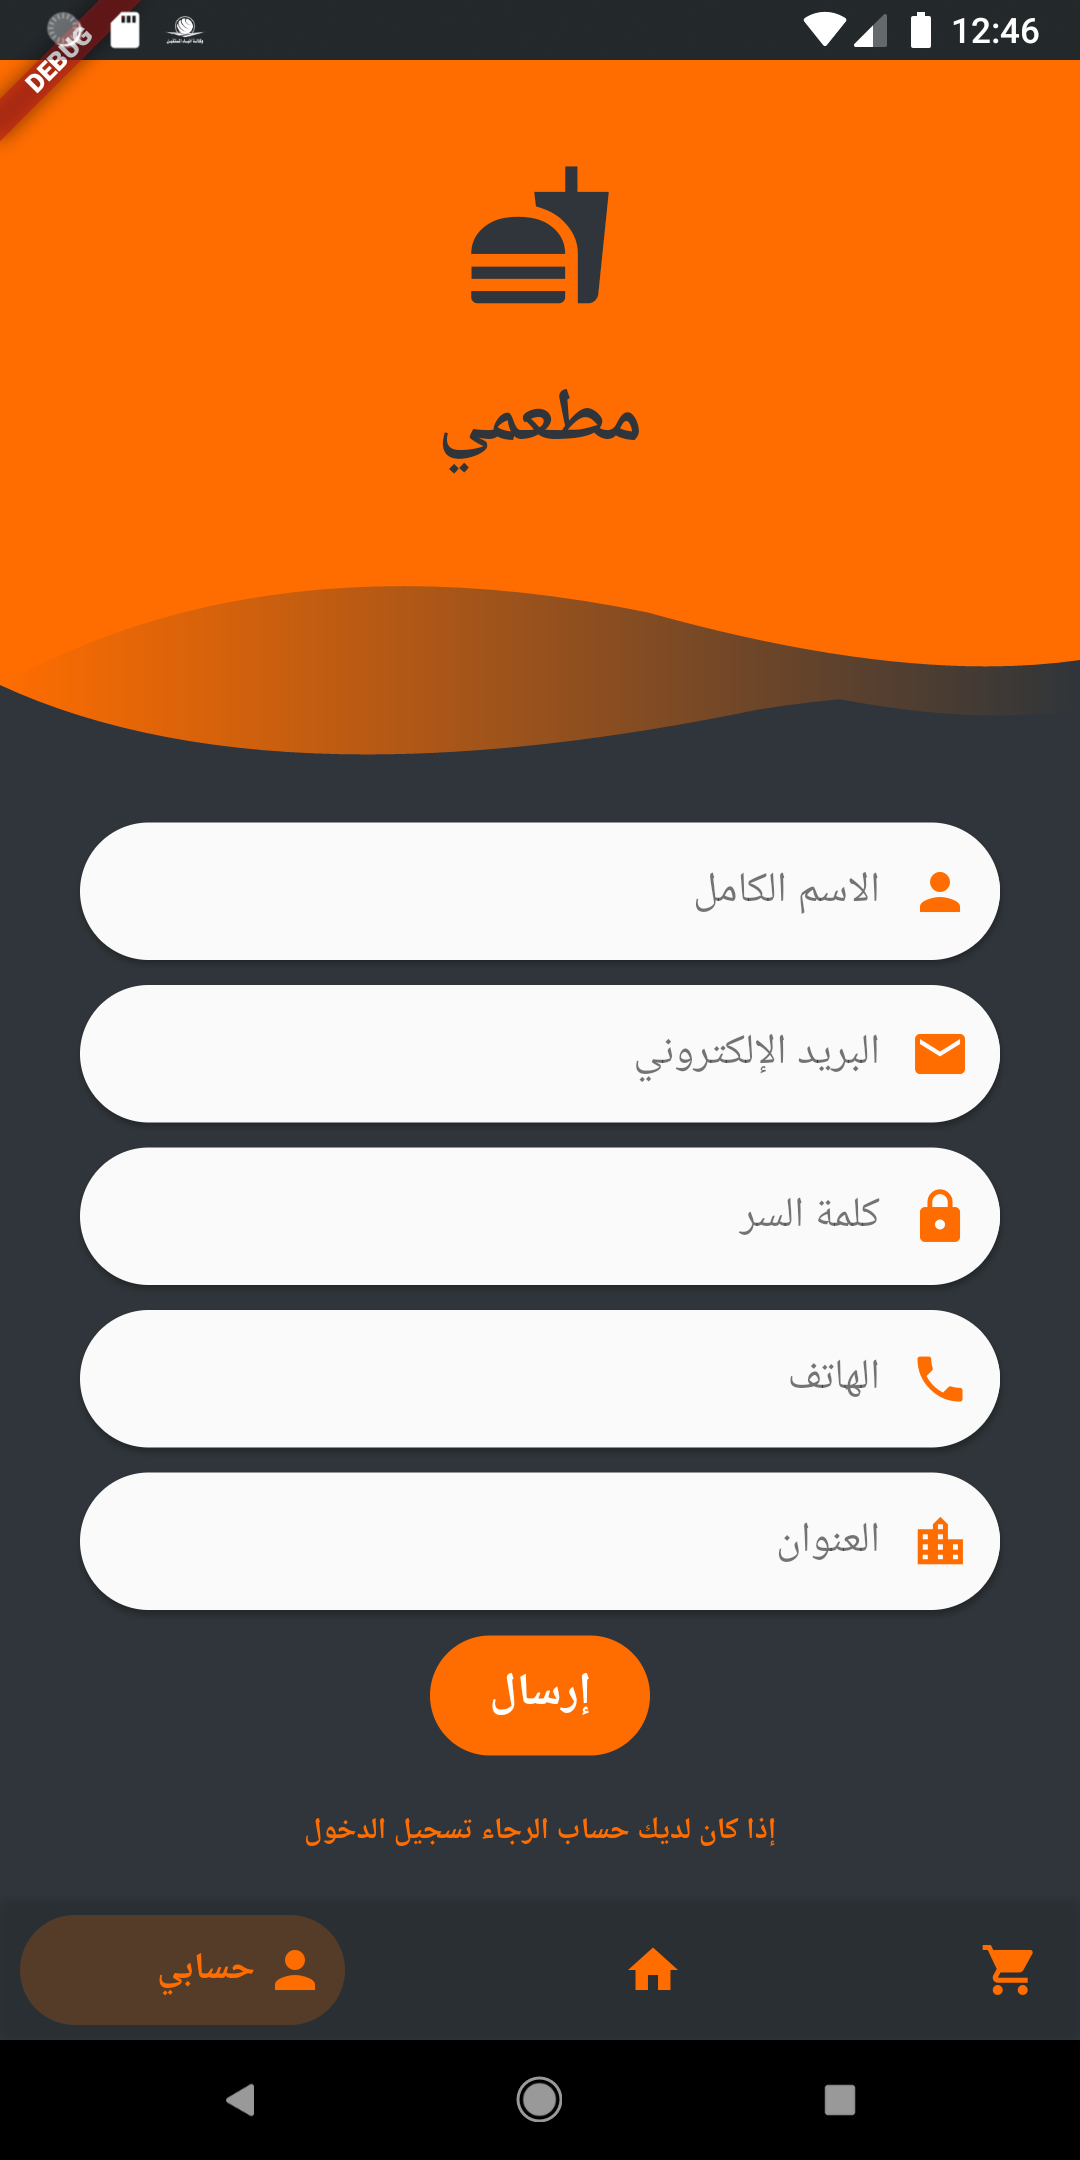 12:46
DEBUG
مطعمي
الاسم الكامل
البريد الإلكتروني
كلمة السر
الهاتف
العنوان
إرسال
إذا كان لديك حساب الرجاء تسجيل الدخول
حسابي